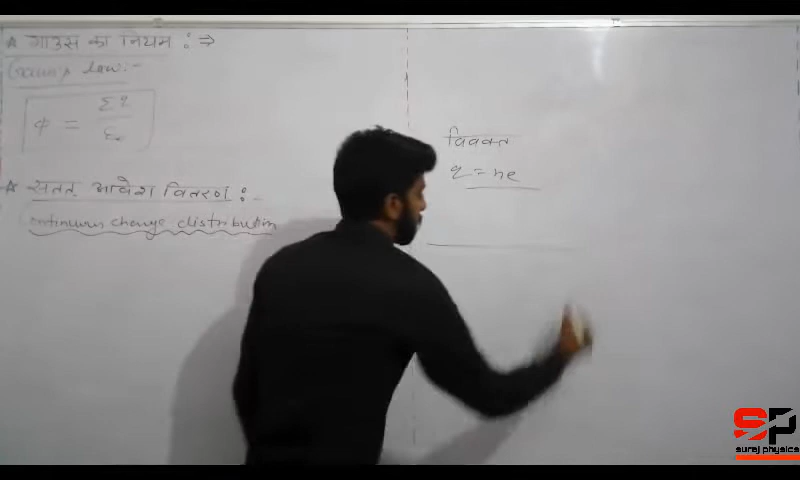 * गाउस का नियम : ⇒
Gauss's law:-
φ = Σq / ε₀
* सतत् आवेश वितरण :-
continuous charge distribution
विविक्त
q = ne
SP
suraj physics